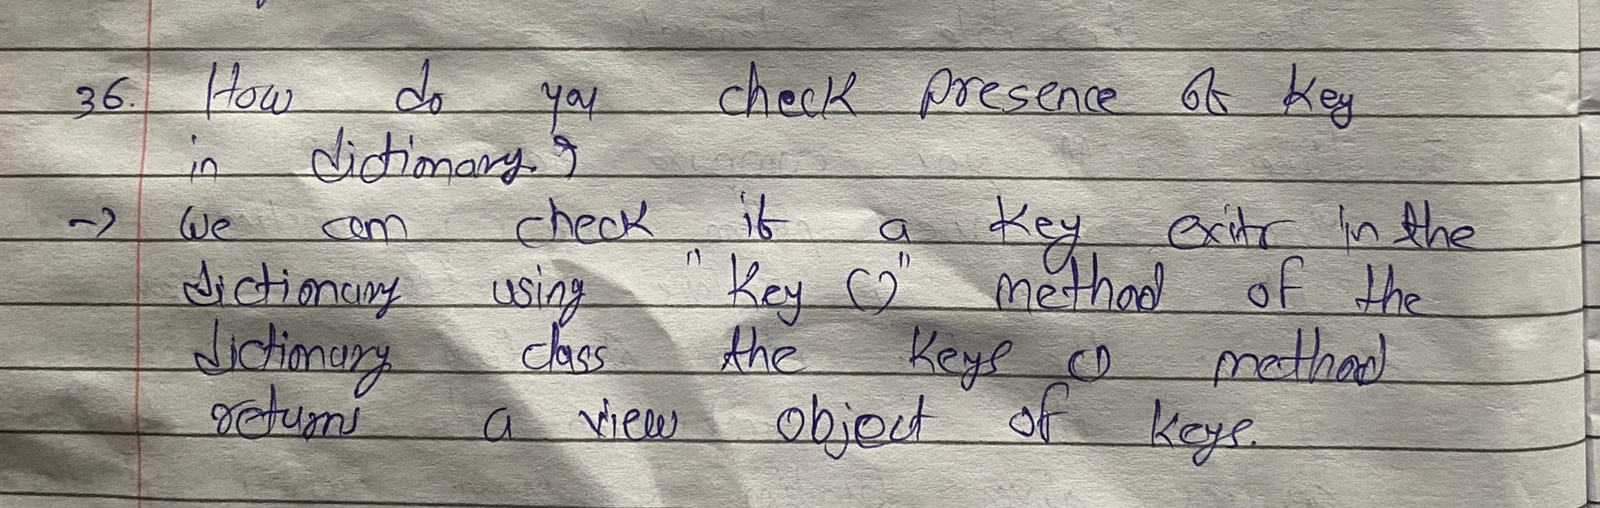 36. How do you check presence of key
in dictionary?
→ We can check if a key exits in the
dictionary using "key ()" method of the
dictionary class the keys () method
returns a view object of keys.